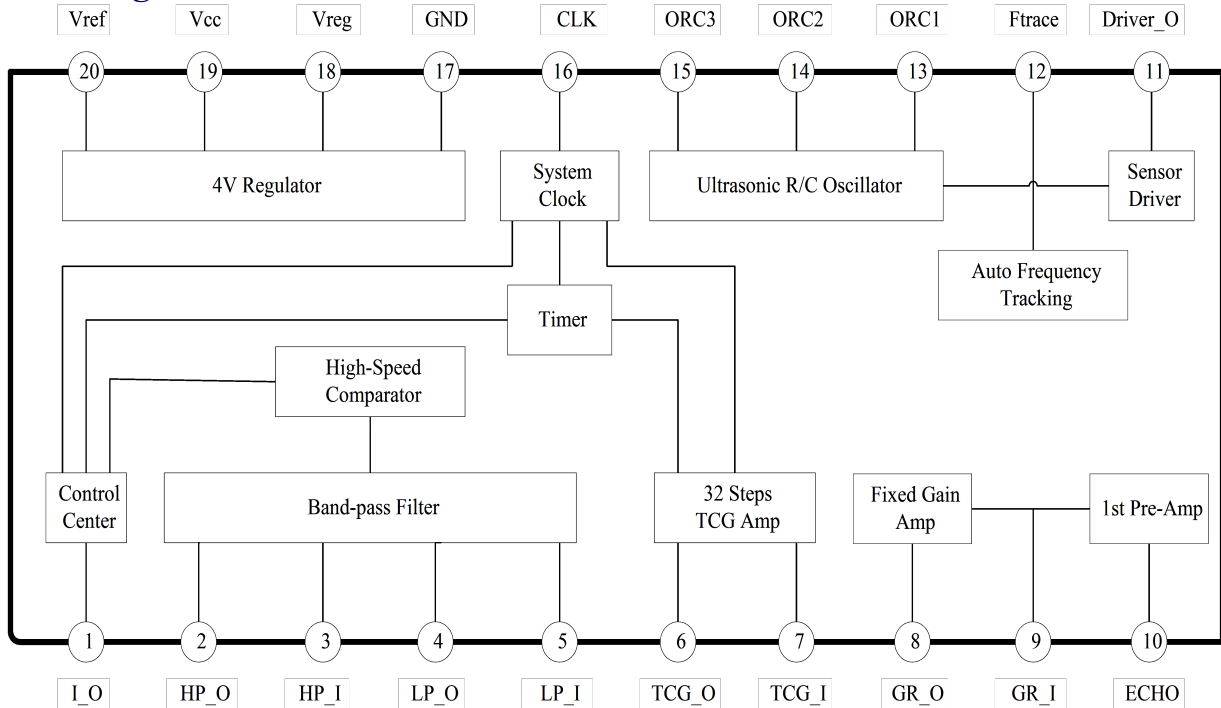 Vref Vcc Vreg GND CLK ORC3 ORC2 ORC1 Ftrace Driver_O
20 19 18 17 16 15 14 13 12 11
4V Regulator
System
Clock
Ultrasonic R/C Oscillator
Sensor
Driver
Auto Frequency
Tracking
Timer
High-Speed
Comparator
Control
Center
Band-pass Filter
32 Steps
TCG Amp
Fixed Gain
Amp
1st Pre-Amp
1 2 3 4 5 6 7 8 9 10
I_O HP_O HP_I LP_O LP_I TCG_O TCG_I GR_O GR_I ECHO